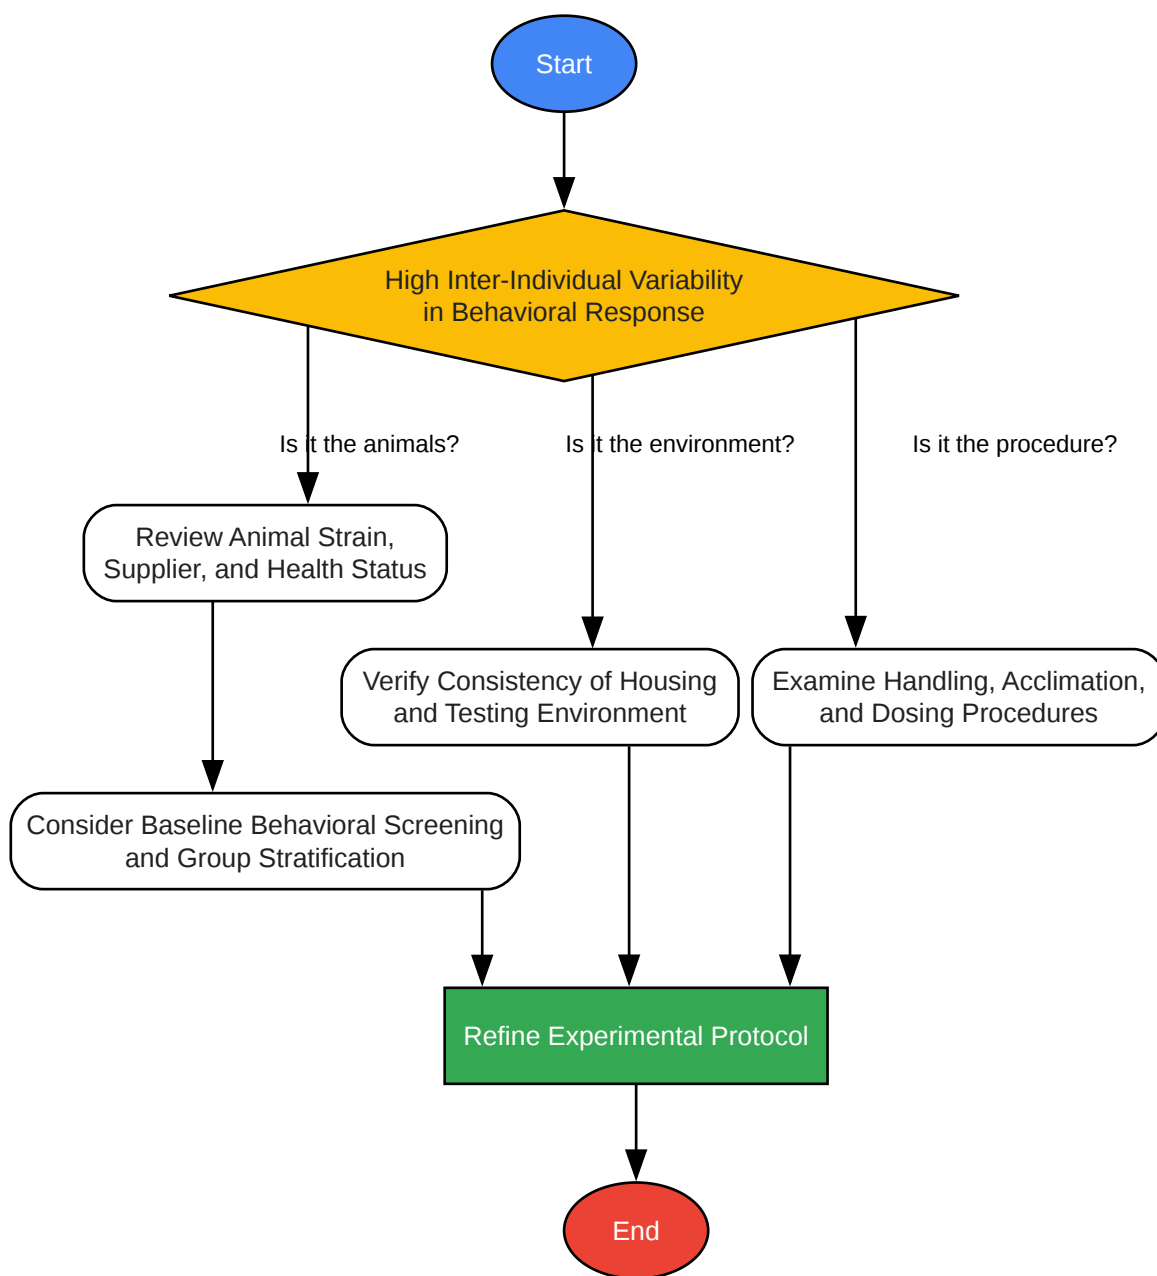 Start
High Inter-Individual Variability
in Behavioral Response
Is it the animals?
Is it the environment?
Is it the procedure?
Review Animal Strain,
Supplier, and Health Status
Verify Consistency of Housing
and Testing Environment
Examine Handling, Acclimation,
and Dosing Procedures
Consider Baseline Behavioral Screening
and Group Stratification
Refine Experimental Protocol
End